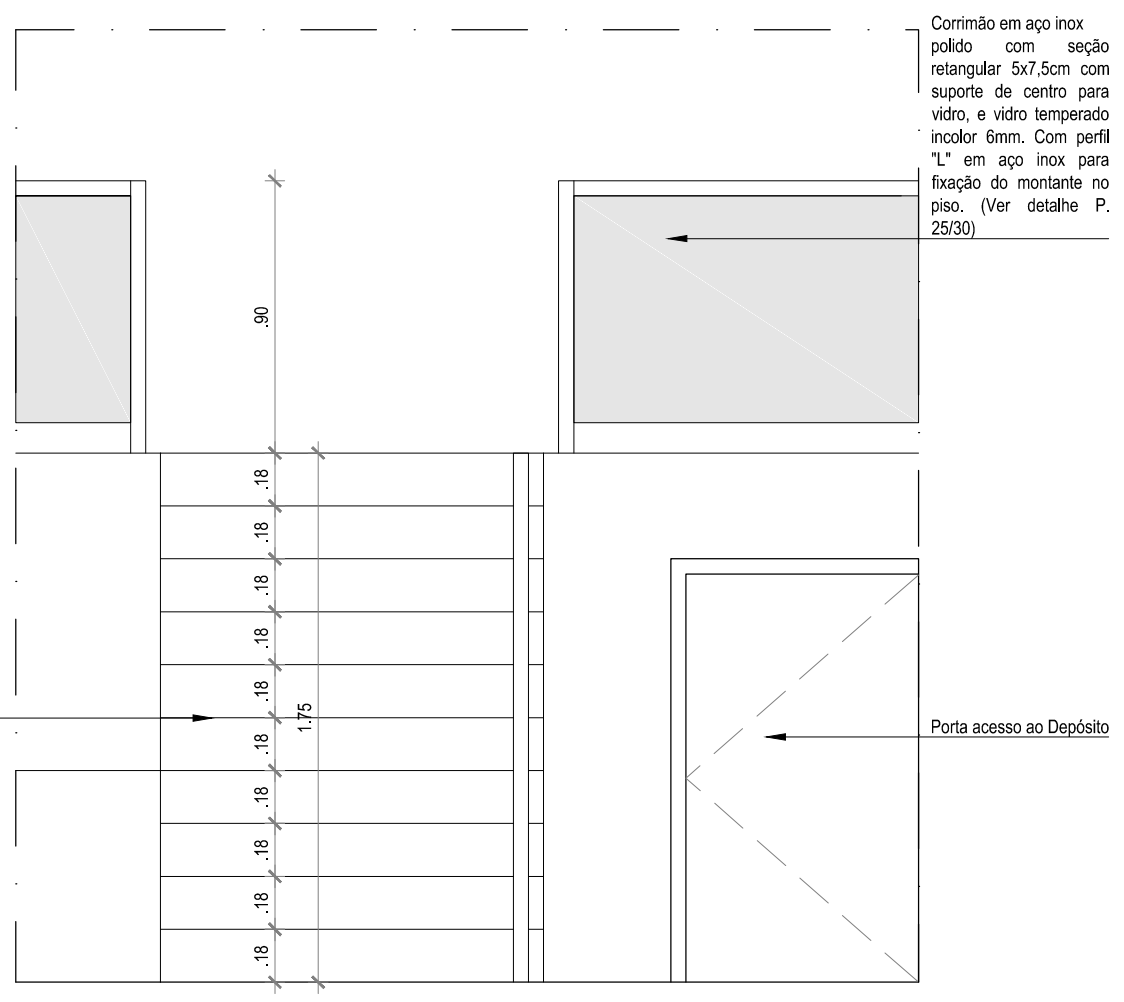 Corrimão em aço inox
polido com seção
retangular 5x7,5cm com
suporte de centro para
vidro, e vidro temperado
incolor 6mm. Com perfil
"L" em aço inox para
fixação do montante no
piso. (Ver detalhe P.
25/30)
.90
.18
.18
.18
.18
.18
1.75
.18
.18
.18
.18
.18
Porta acesso ao Depósito